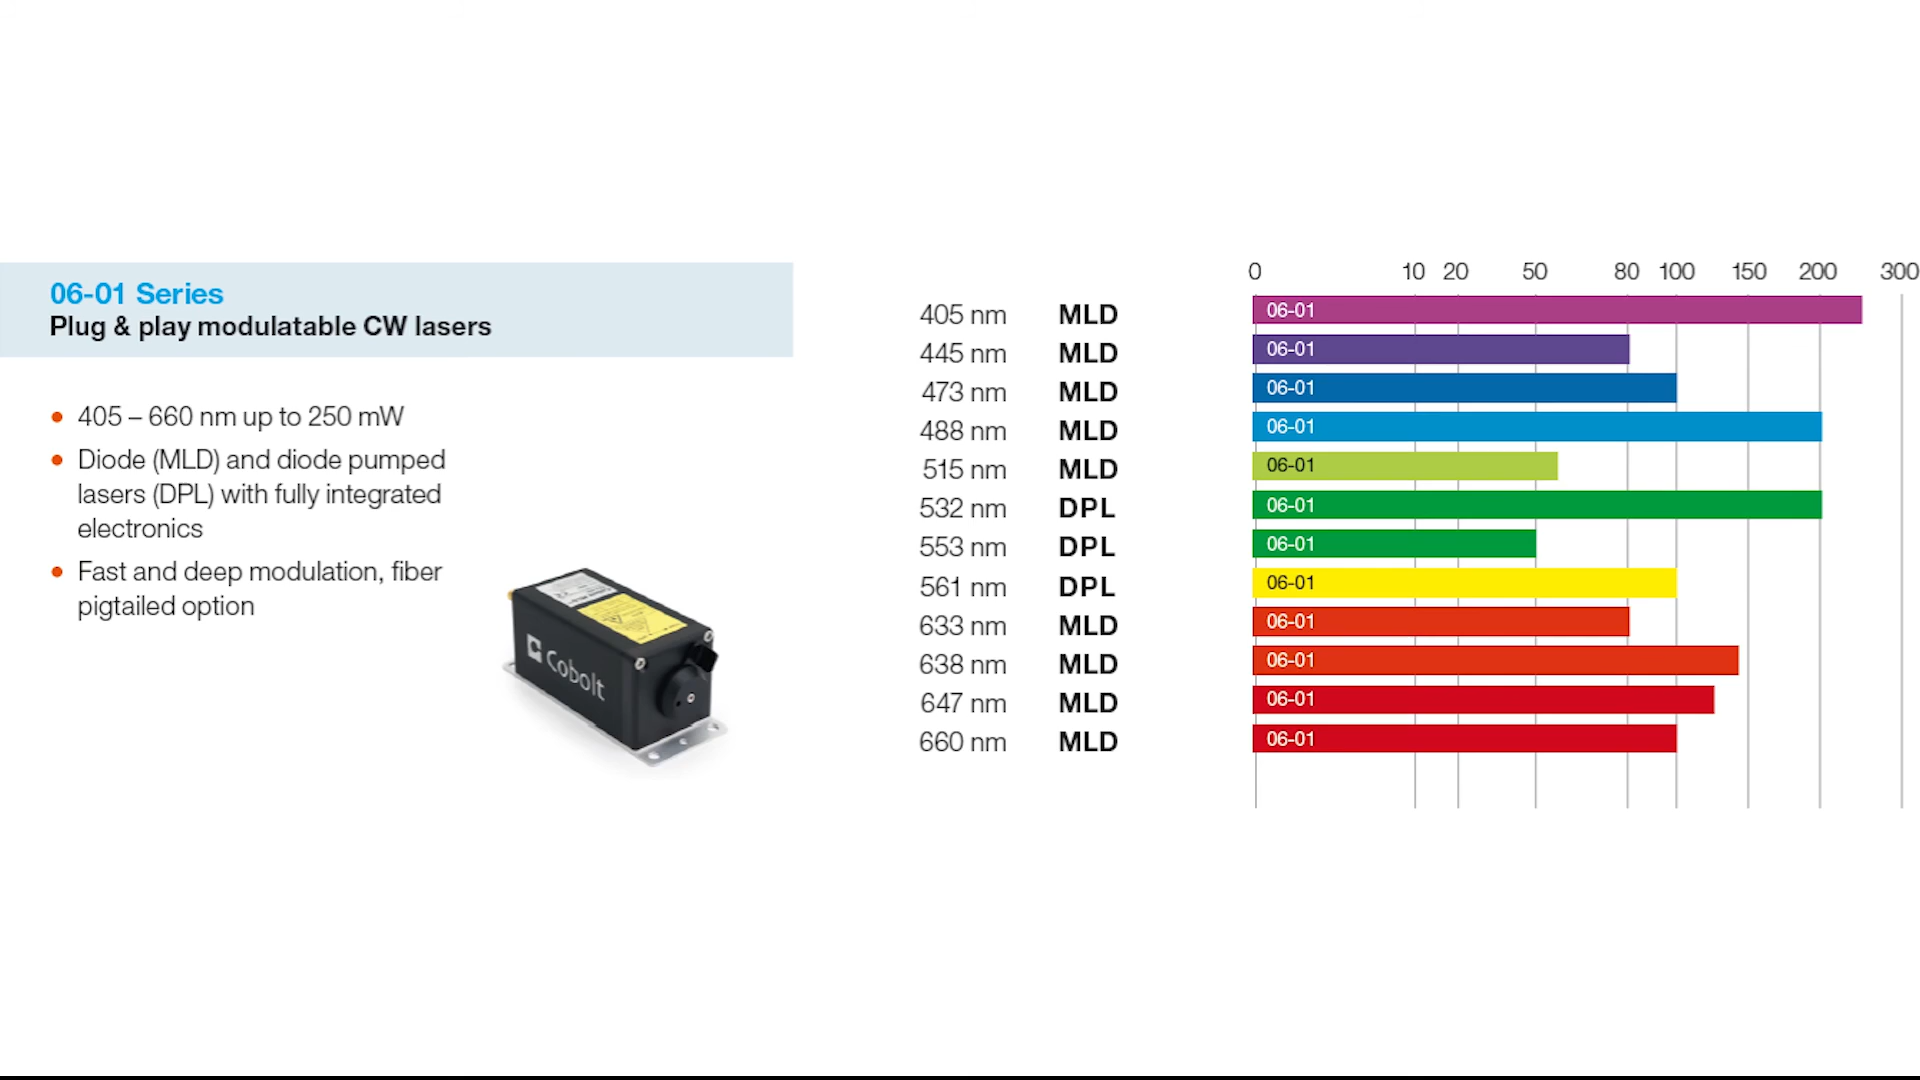 06-01 Series
Plug & play modulatable CW lasers
• 405 – 660 nm up to 250 mW
• Diode (MLD) and diode pumped
lasers (DPL) with fully integrated
electronics
• Fast and deep modulation, fiber
pigtailed option
Cobolt
0 10 20 50 80 100 150 200 300
405 nm MLD 06-01
445 nm MLD 06-01
473 nm MLD 06-01
488 nm MLD 06-01
515 nm MLD 06-01
532 nm DPL 06-01
553 nm DPL 06-01
561 nm DPL 06-01
633 nm MLD 06-01
638 nm MLD 06-01
647 nm MLD 06-01
660 nm MLD 06-01